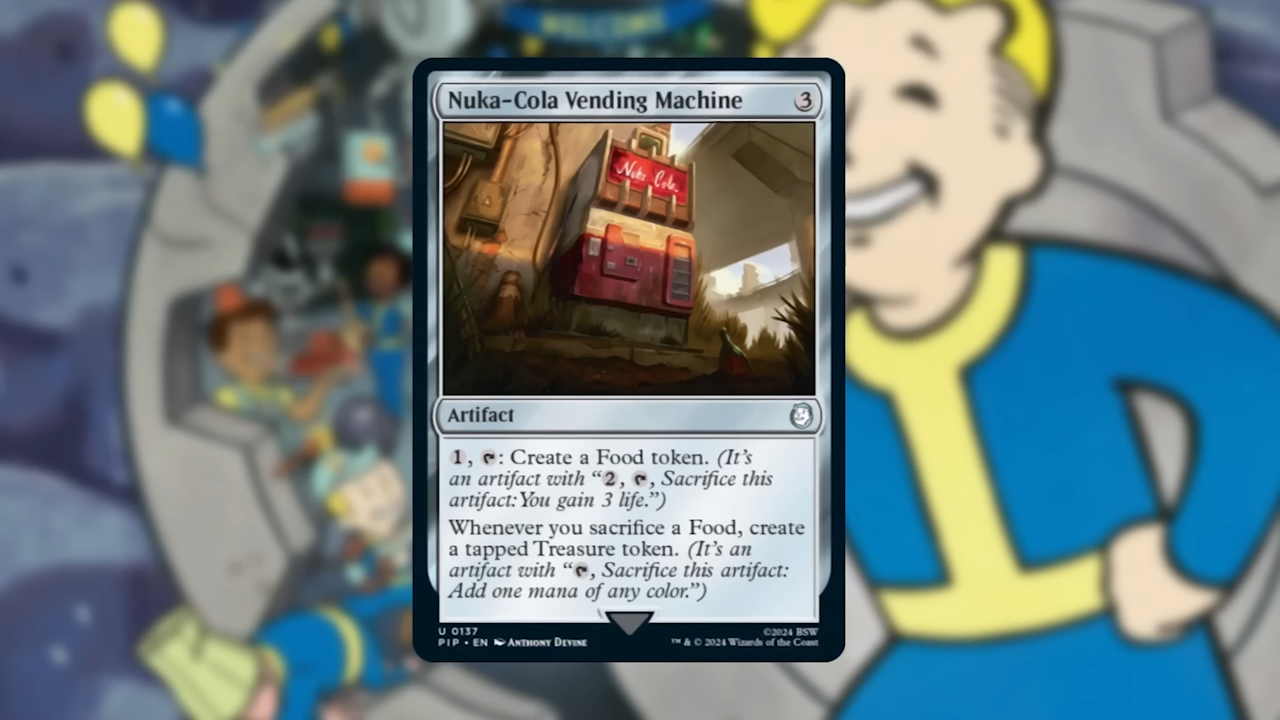 WELCOME
Nuka-Cola Vending Machine 3
Nuka Cola
Artifact
1, : Create a Food token. (It's
an artifact with “2, , Sacrifice this
artifact: You gain 3 life.”)
Whenever you sacrifice a Food, create
a tapped Treasure token. (It's an
artifact with “ , Sacrifice this artifact:
Add one mana of any color.”)
U 0137
PIP • EN Anthony Devine
©2024 BSW
™ & © 2024 Wizards of the Coast